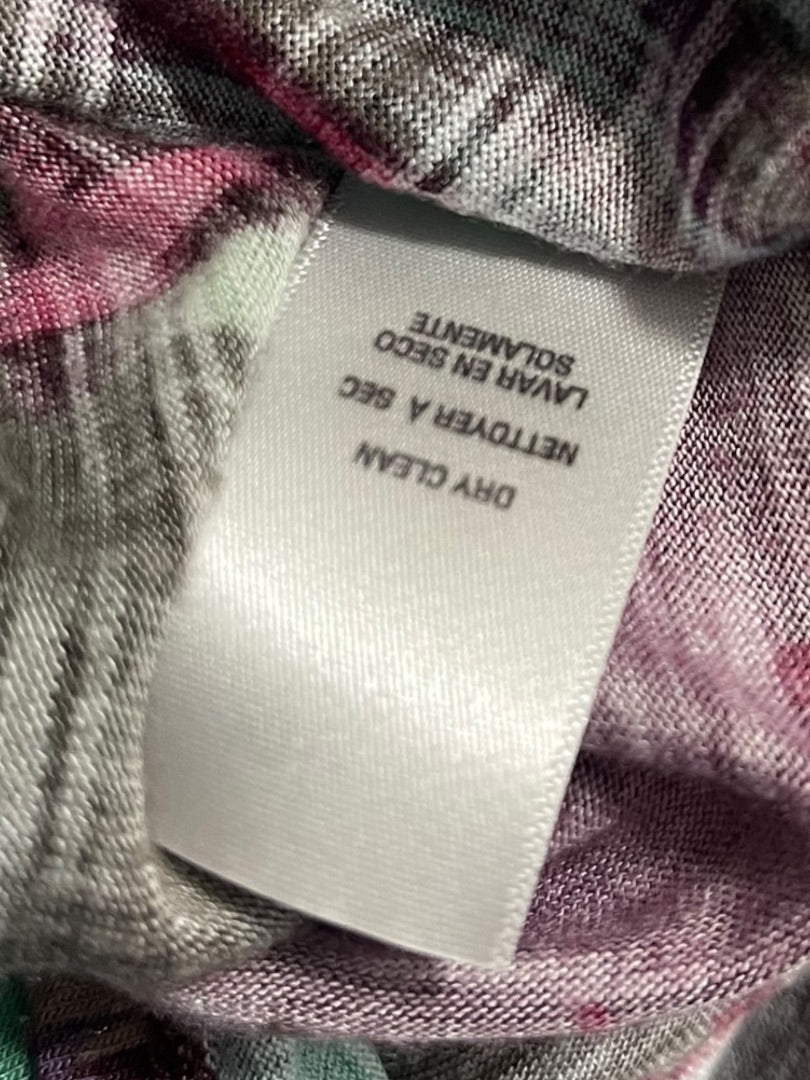 DRY CLEAN
NETTOYER À SEC
LAVAR EN SECO
SOLAMENTE